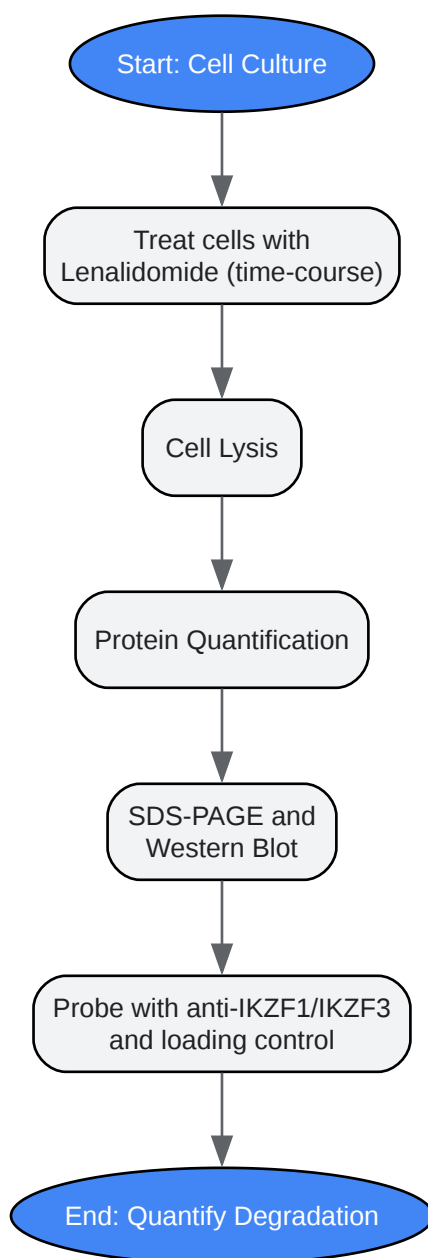 Start: Cell Culture
Treat cells with
Lenalidomide (time-course)
Cell Lysis
Protein Quantification
SDS-PAGE and
Western Blot
Probe with anti-IKZF1/IKZF3
and loading control
End: Quantify Degradation